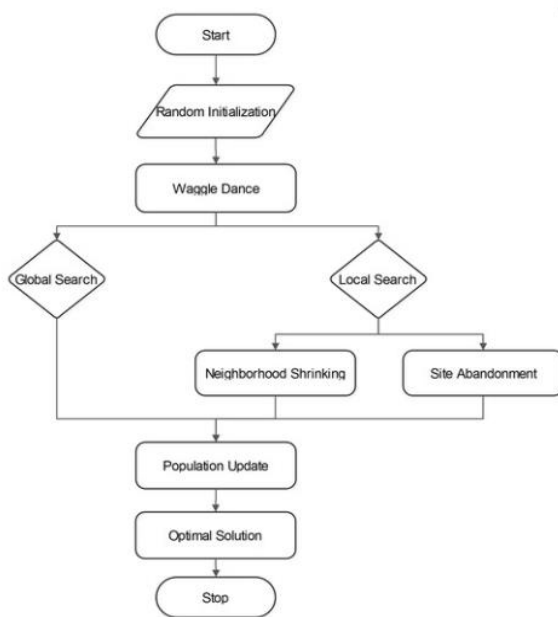 Start
Random Initialization
Waggle Dance
Global Search
Local Search
Neighborhood Shrinking
Site Abandonment
Population Update
Optimal Solution
Stop